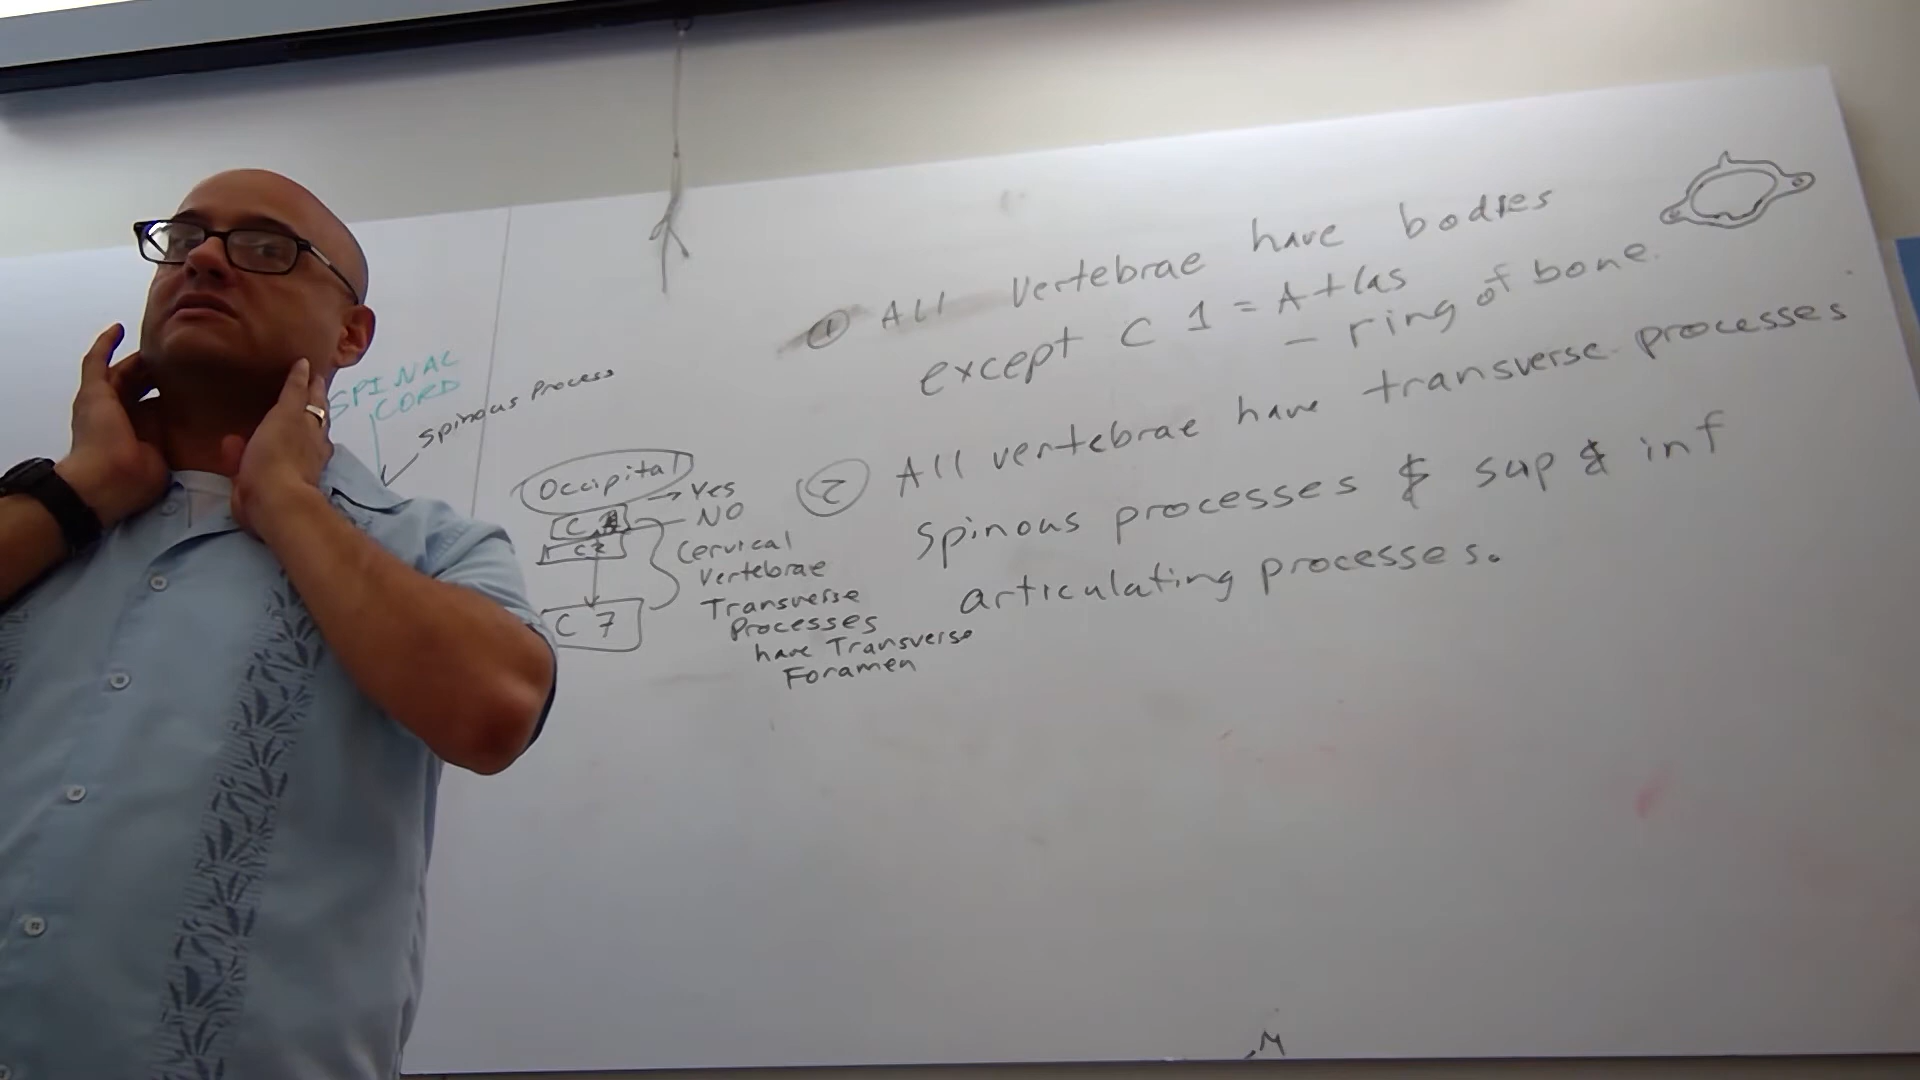 SPINAL
CORD
Spinous Process
Occipital
Yes
NO
C2
C 7
Cervical
Vertebrae
Transverse
Processes
have Transverse
Foramen
① All Vertebrae have bodies
except C 1 = Atlas
- ring of bone.
② All vertebrae have transverse processes
Spinous processes & sup & inf
articulating processes.